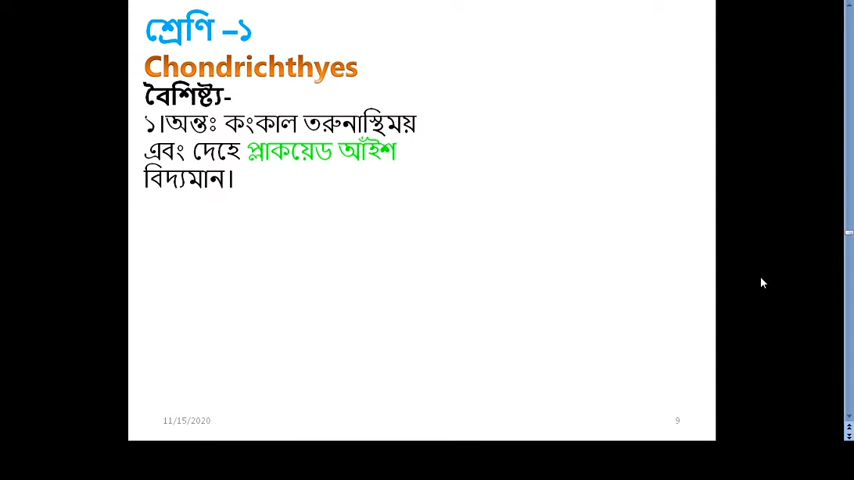 শ্রেণি –১
Chondrichthyes
বৈশিষ্ট্য-
১।অন্তঃ কংকাল তরুনাস্থিময়
এবং দেহে প্লাকয়েড আঁইশ
বিদ্যমান।
11/15/2020
9